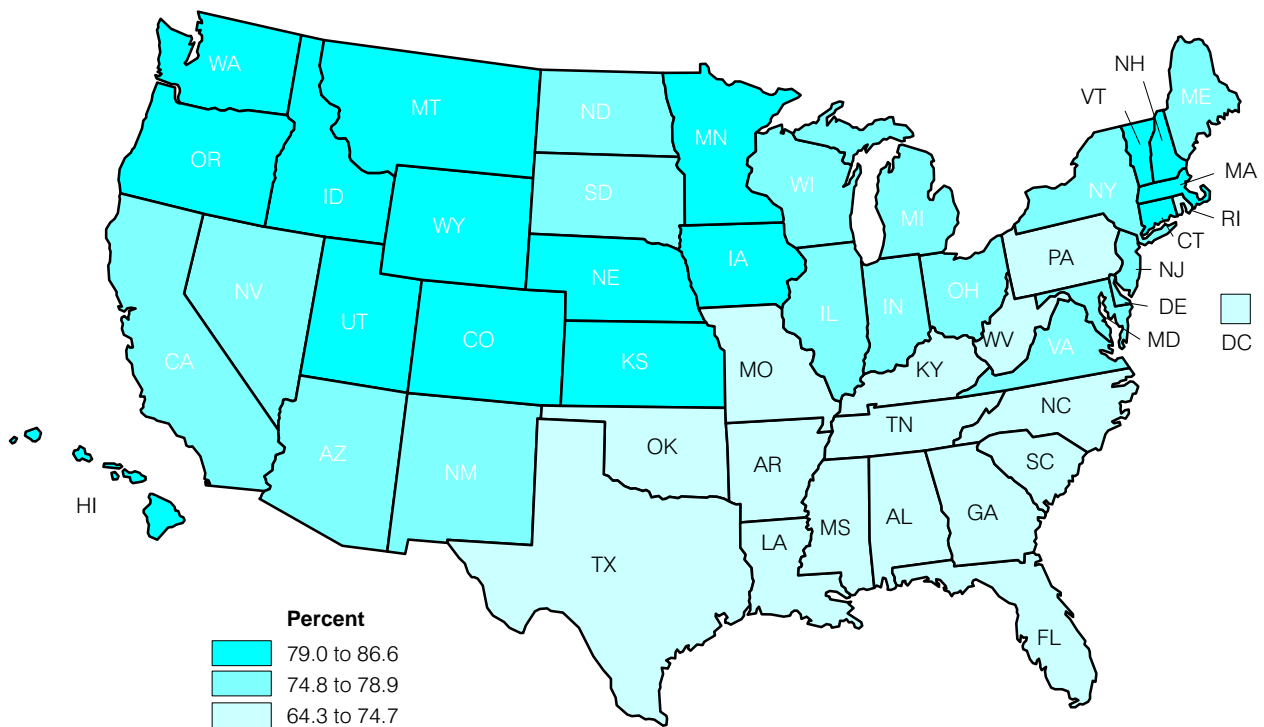 WA
MT
ND
MN
NH
VT
ME
OR
ID
WY
SD
WI
MI
NY
MA
RI
CT
NV
UT
CO
NE
IA
IL
IN
OH
PA
NJ
DE
MD
DC
CA
KS
MO
KY
WV
VA
AZ
NM
OK
AR
TN
NC
SC
HI
TX
LA
MS
AL
GA
FL
Percent
79.0 to 86.6
74.8 to 78.9
64.3 to 74.7